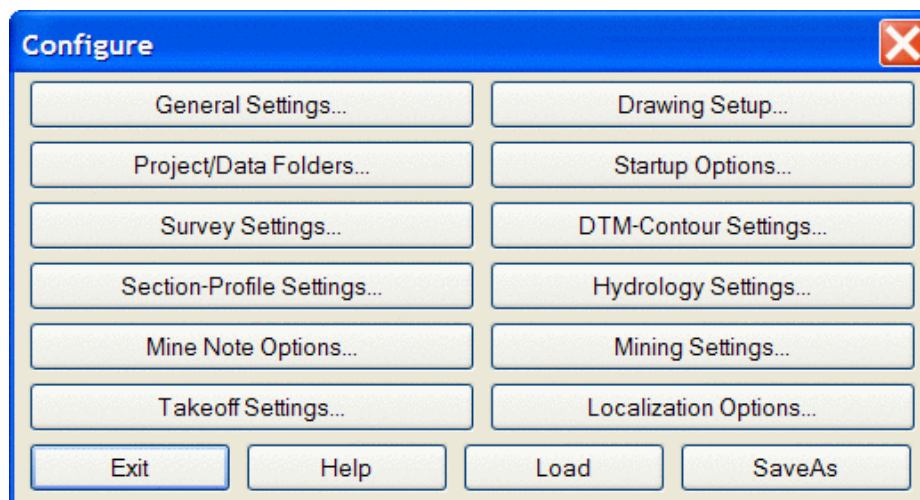 Configure
General Settings... Drawing Setup...
Project/Data Folders... Startup Options...
Survey Settings... DTM-Contour Settings...
Section-Profile Settings... Hydrology Settings...
Mine Note Options... Mining Settings...
Takeoff Settings... Localization Options...
Exit Help Load SaveAs